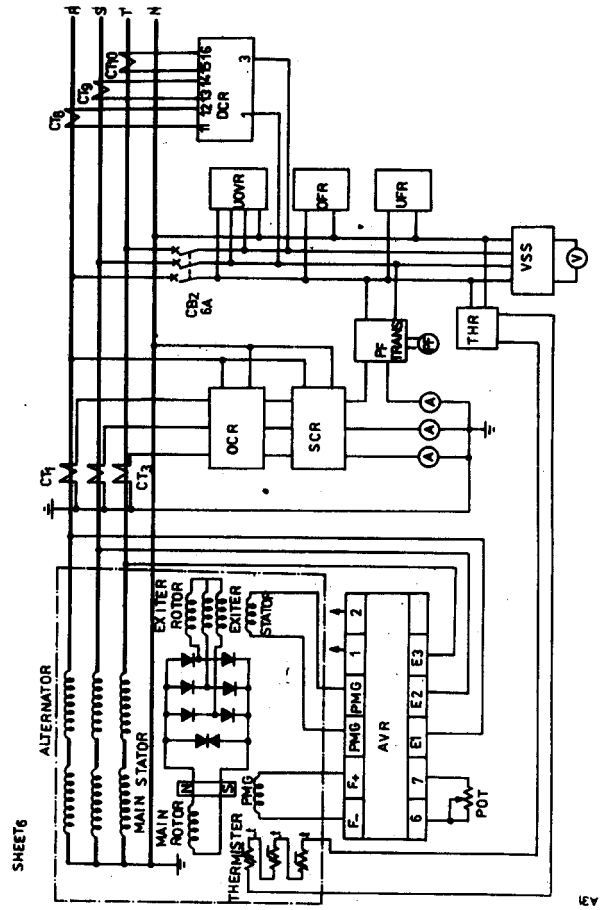 SHEET6
ALTERNATOR
MAIN STATOR
MAIN
ROTOR
N
S
EXITER
ROTOR
EXITER
STATOR
PMG
THERMISTER
t
t
t
F-
F+
PMG
PMG
1
2
AVR
6
7
E1
E2
E3
POT
CT1
CT3
OCR
SCR
A
A
A
PF
TRANS
PF
THR
CB2
6A
UOVR
OFR
UFR
VSS
V
CT8
CT9
CT10
11
12
13
14
15
16
DCR
3
R
S
T
N
A31